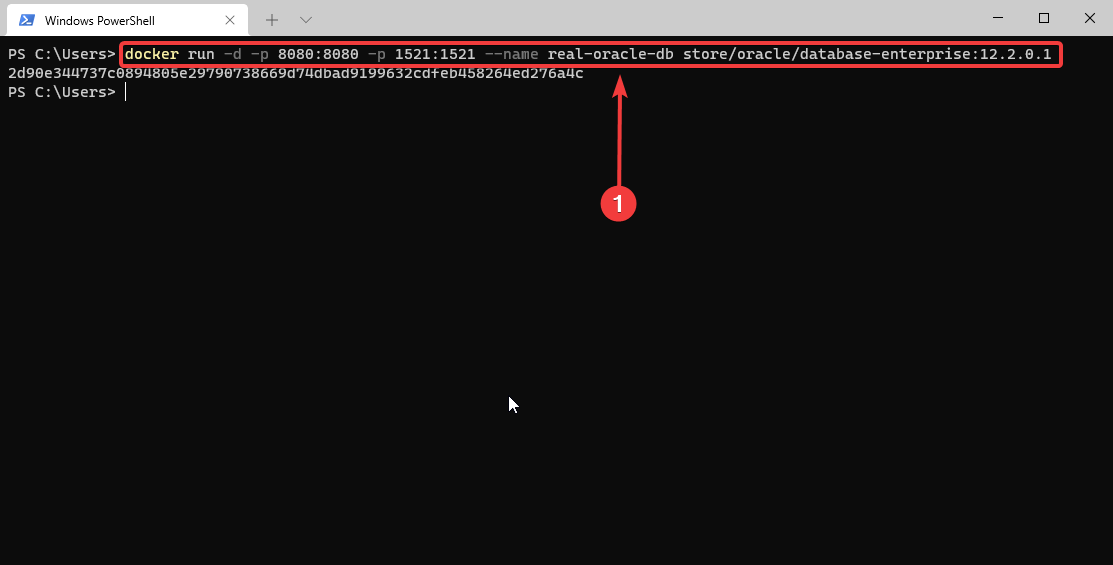 Windows PowerShell
PS C:\Users> docker run -d -p 8080:8080 -p 1521:1521 --name real-oracle-db store/oracle/database-enterprise:12.2.0.1
2d90e344737c0894805e29790738669d74dbad9199632cdfeb458264ed276a4c
PS C:\Users>
1